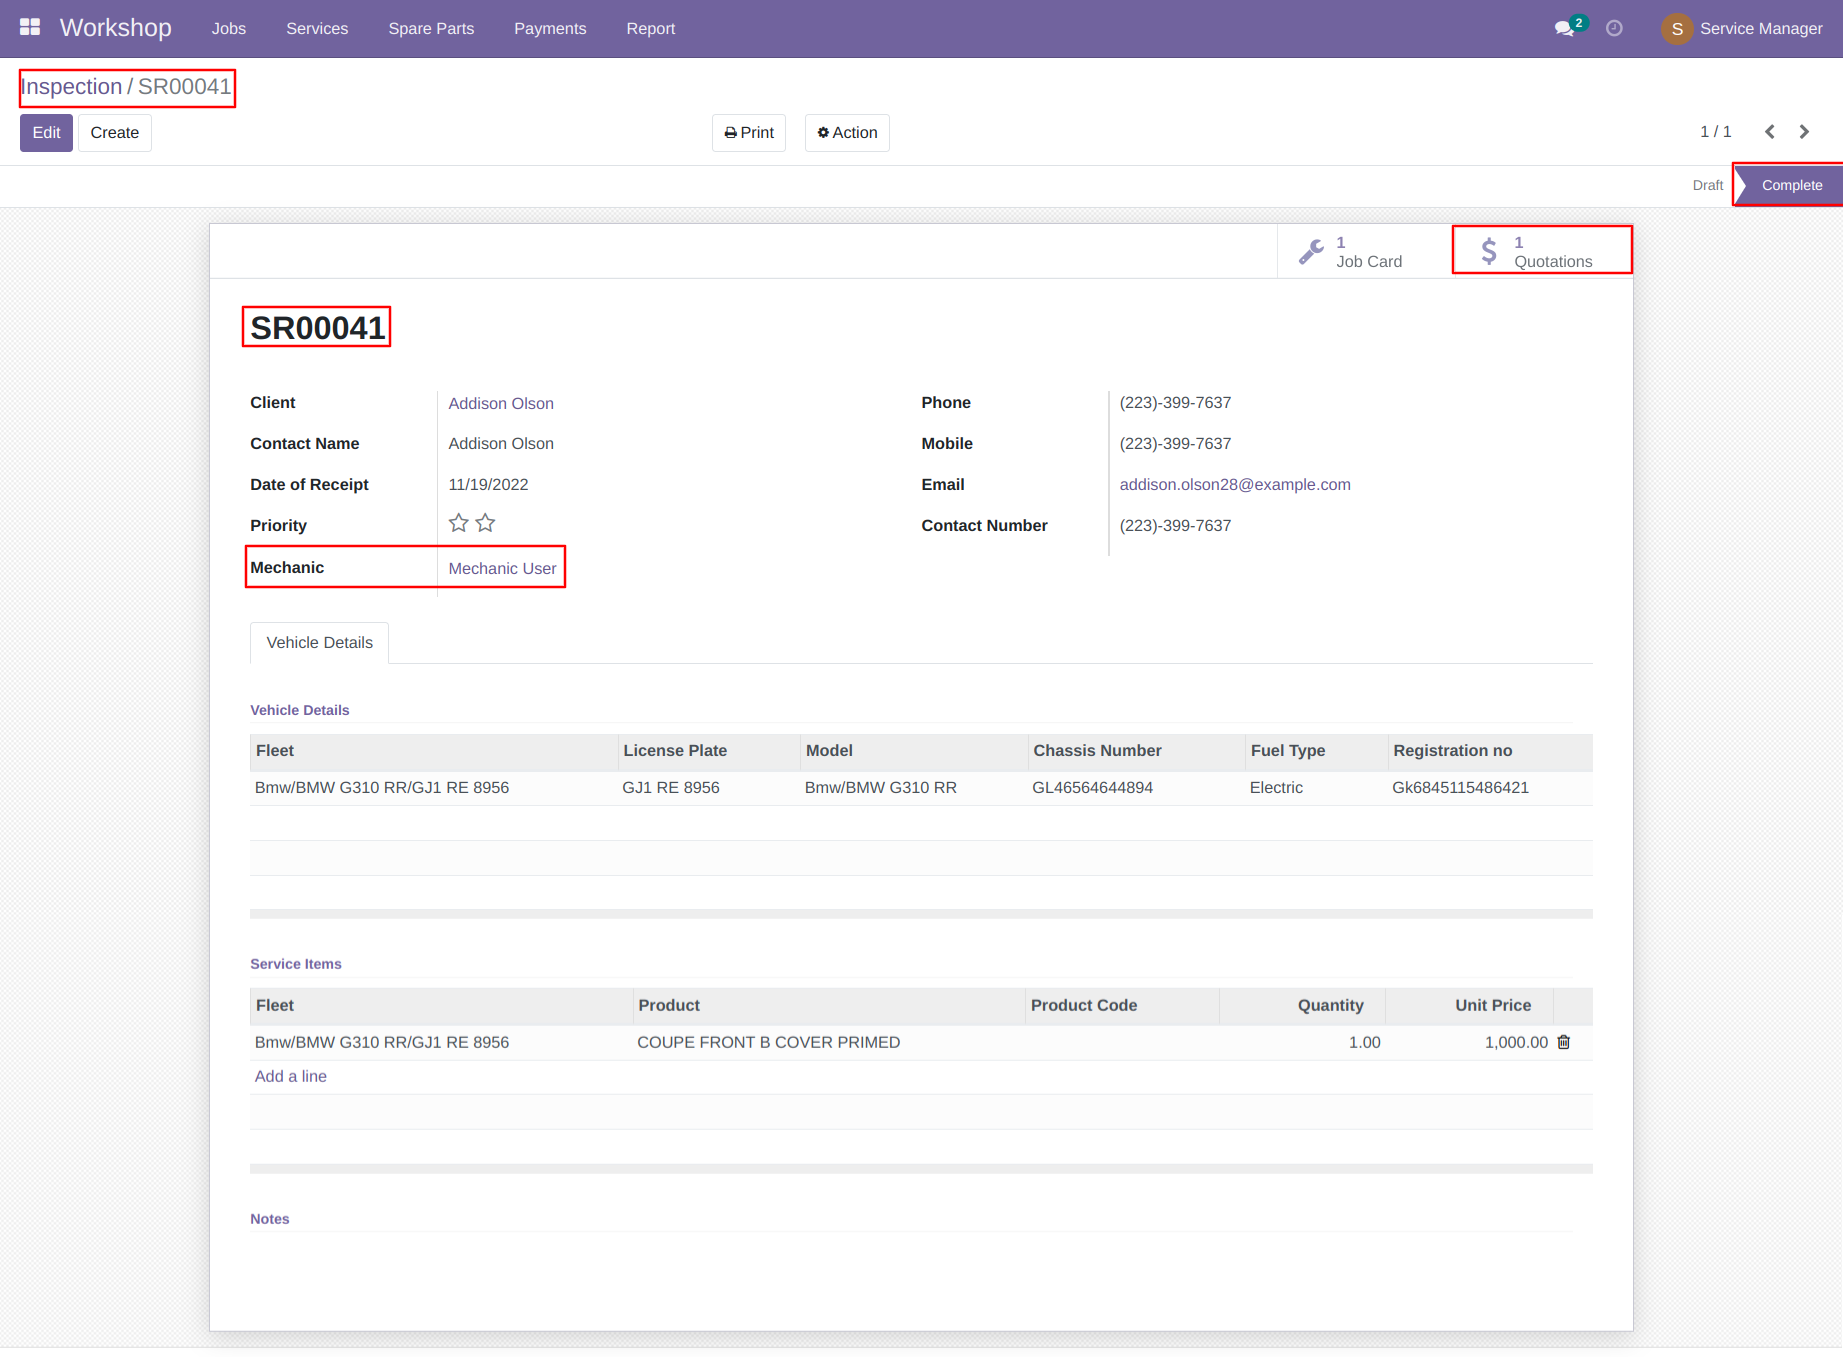 Workshop Jobs Services Spare Parts Payments Report 2 S Service Manager
Inspection / SR00041
Edit Create Print Action 1 / 1
Draft Complete
1 Job Card
1 Quotations
SR00041
Client Addison Olson Phone (223)-399-7637
Contact Name Addison Olson Mobile (223)-399-7637
Date of Receipt 11/19/2022 Email addison.olson28@example.com
Priority Contact Number (223)-399-7637
Mechanic Mechanic User
Vehicle Details
Vehicle Details
Fleet License Plate Model Chassis Number Fuel Type Registration no
Bmw/BMW G310 RR/GJ1 RE 8956 GJ1 RE 8956 Bmw/BMW G310 RR GL46564644894 Electric Gk6845115486421
Service Items
Fleet Product Product Code Quantity Unit Price
Bmw/BMW G310 RR/GJ1 RE 8956 COUPE FRONT B COVER PRIMED 1.00 1,000.00
Add a line
Notes